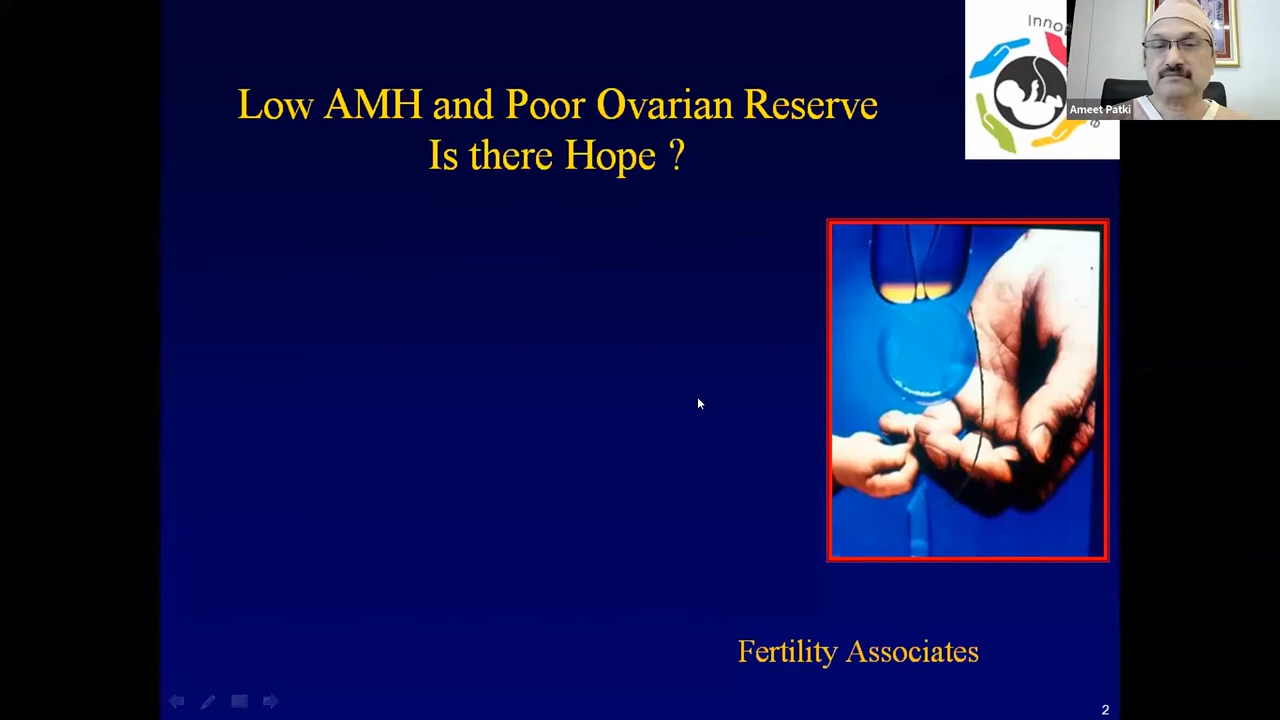 Low AMH and Poor Ovarian Reserve
Is there Hope ?
Ameet Patki
Fertility Associates
2